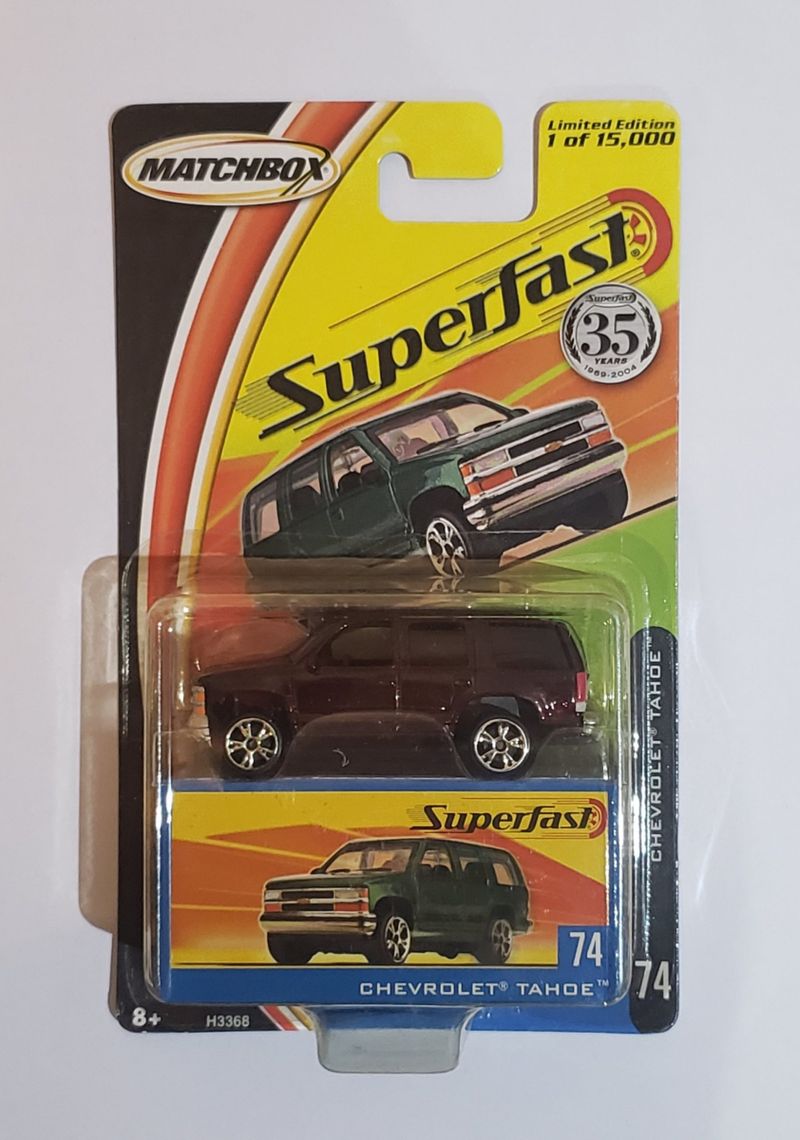 Limited Edition
1 of 15,000
MATCHBOX®
Superfast®
Superfast
35
YEARS
1969-2004
CHEVROLET® TAHOE™
74
Superfast
74
CHEVROLET® TAHOE™
8+
H3368